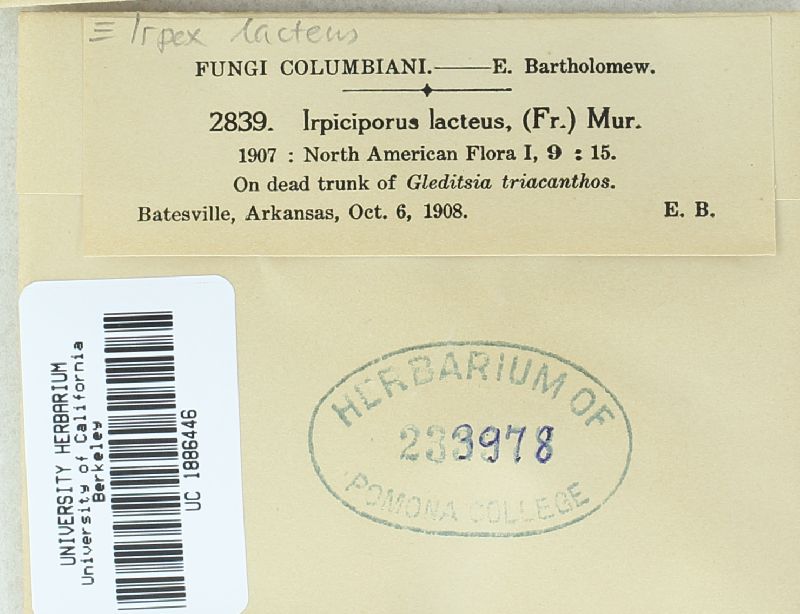 ≡ Irpex lacteus
FUNGI COLUMBIANI.——E. Bartholomew.
2839. Irpiciporus lacteus, (Fr.) Mur.
1907 : North American Flora I, 9 : 15.
On dead trunk of Gleditsia triacanthos.
Batesville, Arkansas, Oct. 6, 1908. E. B.
UNIVERSITY HERBARIUM
University of California
Berkeley
UC 1886446
HERBARIUM OF
3978
POMONA COLLEGE